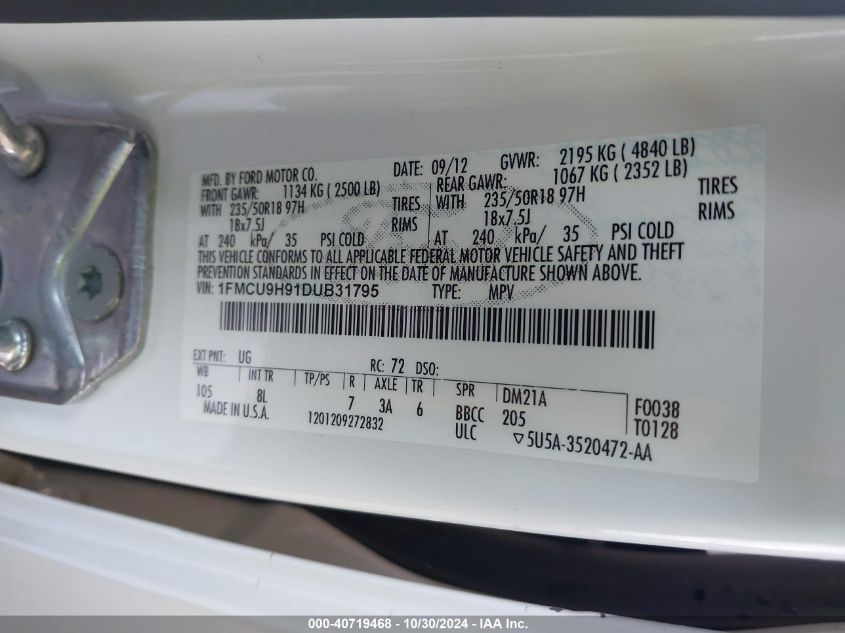 MFD. BY FORD MOTOR CO. DATE: 09/12 GVWR: 2195 KG ( 4840 LB)
FRONT GAWR: 1134 KG ( 2500 LB) REAR GAWR: 1067 KG ( 2352 LB)
WITH 235/50R18 97H TIRES WITH 235/50R18 97H TIRES
18x7.5J RIMS 18x7.5J RIMS
AT 240 kPa/ 35 PSI COLD AT 240 kPa/ 35 PSI COLD
THIS VEHICLE CONFORMS TO ALL APPLICABLE FEDERAL MOTOR VEHICLE SAFETY AND THEFT
PREVENTION STANDARDS IN EFFECT ON THE DATE OF MANUFACTURE SHOWN ABOVE.
VIN: 1FMCU9H91DUB31795 TYPE: MPV
EXT PNT: UG RC: 72 DSO:
WB INT TR TP/PS R AXLE TR SPR DM21A F0038
105 8L 7 3A 6 BBCC 205 T0128
MADE IN U.S.A. 1201209272832 ULC ▽5U5A-3520472-AA
000-40719468 - 10/30/2024 - IAA Inc.